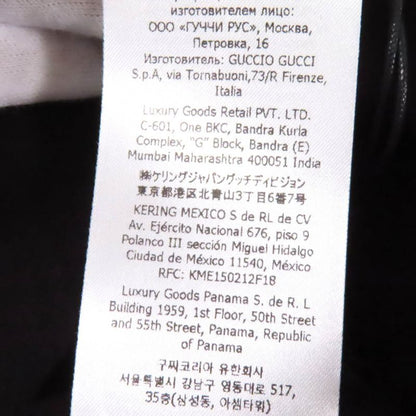 изготовителем лицо:
ООО «ГУЧЧИ РУС», Москва,
Петровка, 16
Изготовитель: GUCCIO GUCCI
S.p.A, via Tornabuoni,73/R Firenze,
Italia
Luxury Goods Retail PVT. LTD.
C-601, One BKC, Bandra Kurla
Complex, "G" Block, Bandra (E)
Mumbai Maharashtra 400051 India
㈱ケリングジャパングッチディビジョン
東京都港区北青山3丁目6番7号
KERING MEXICO S de RL de CV
Av. Ejército Nacional 676, piso 9
Polanco III sección Miguel Hidalgo
Ciudad de México 11540, México
RFC: KME150212F18
Luxury Goods Panama S. de R. L
Building 1959, 1st Floor, 50th Street
and 55th Street, Panama, Republic
of Panama
구찌코리아 유한회사
서울특별시 강남구 영동대로 517,
35층(삼성동, 아셈타워)